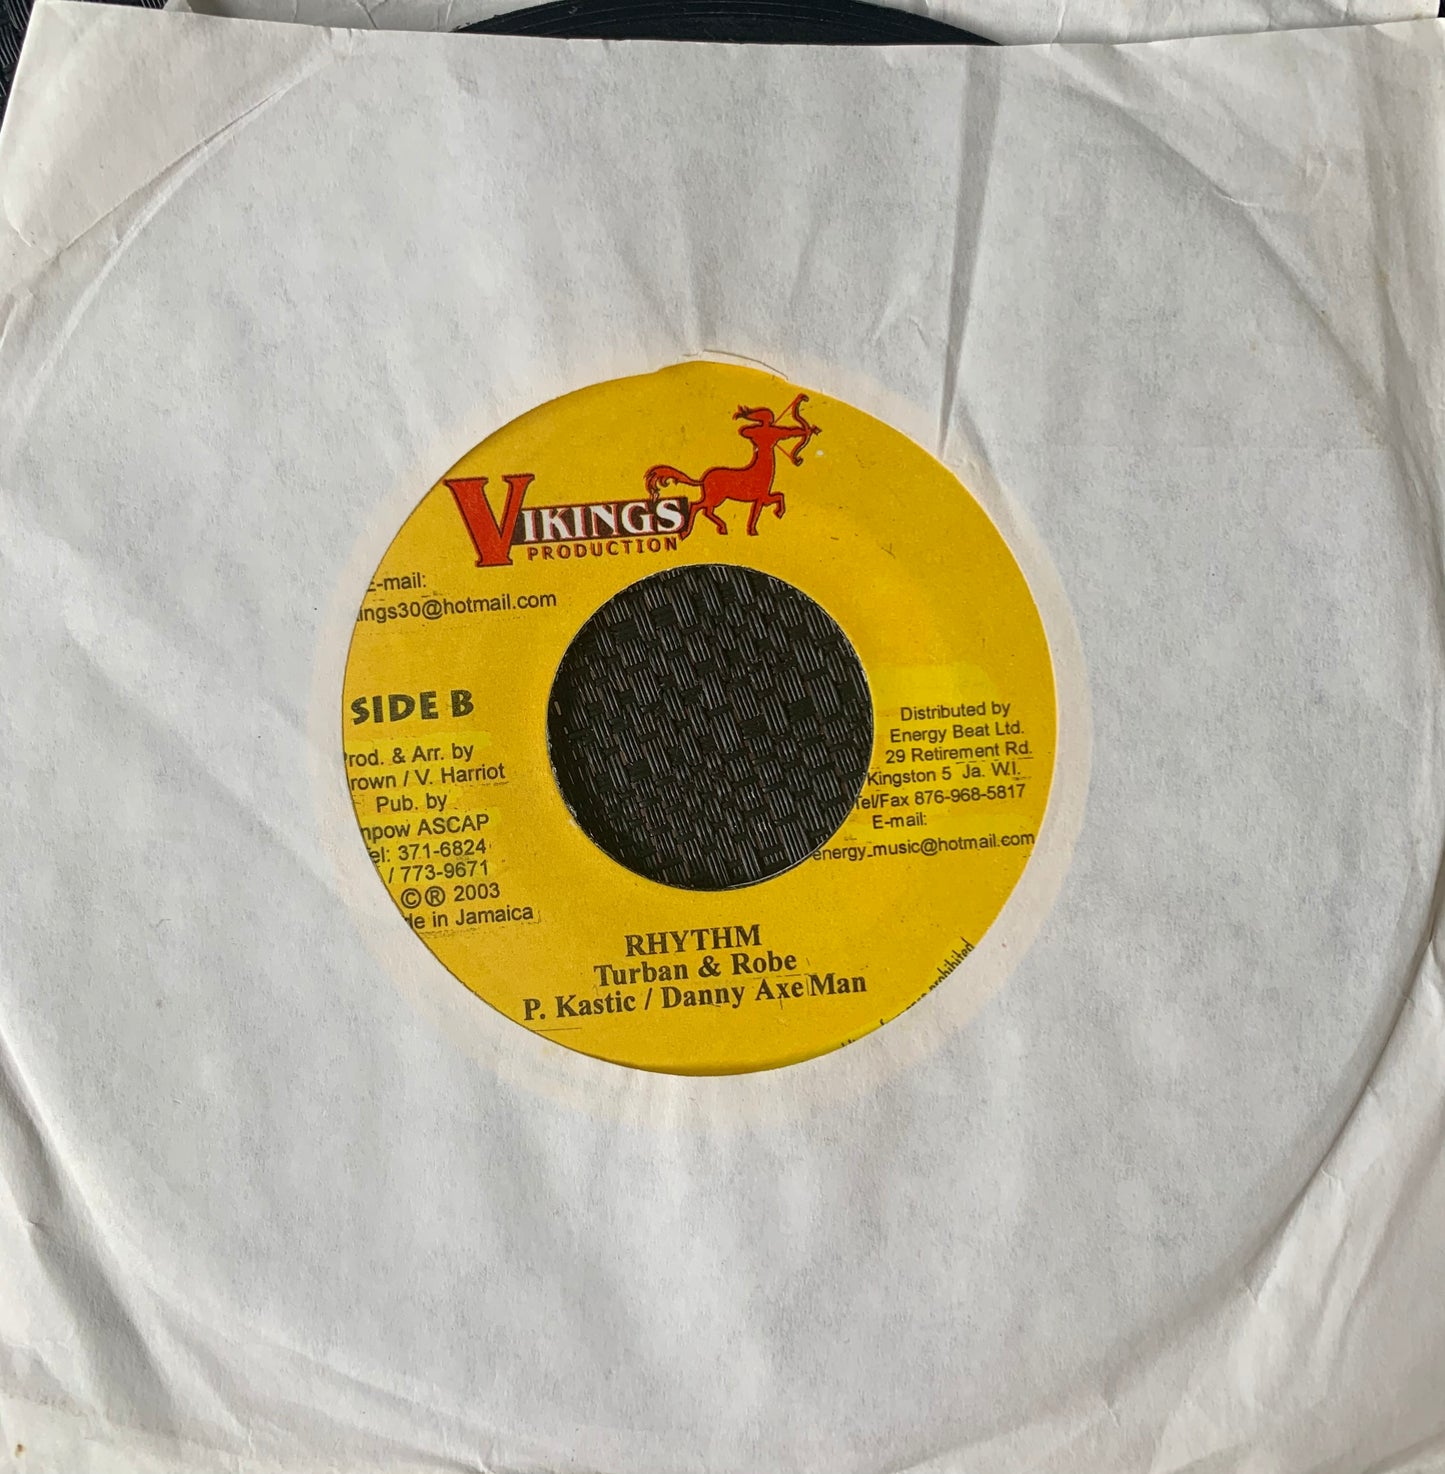 VIKINGS
PRODUCTION
E-mail:
ings30@hotmail.com
SIDE B
Prod. & Arr. by
rown / V. Harriot
Pub. by
npow ASCAP
el: 371-6824
/ 773-9671
©® 2003
de in Jamaica
Distributed by
Energy Beat Ltd.
29 Retirement Rd.
Kingston 5 Ja. W.I.
Tel/Fax 876-968-5817
E-mail:
energy_music@hotmail.com
RHYTHM
Turban & Robe
P. Kastic / Danny Axe Man
prohibited